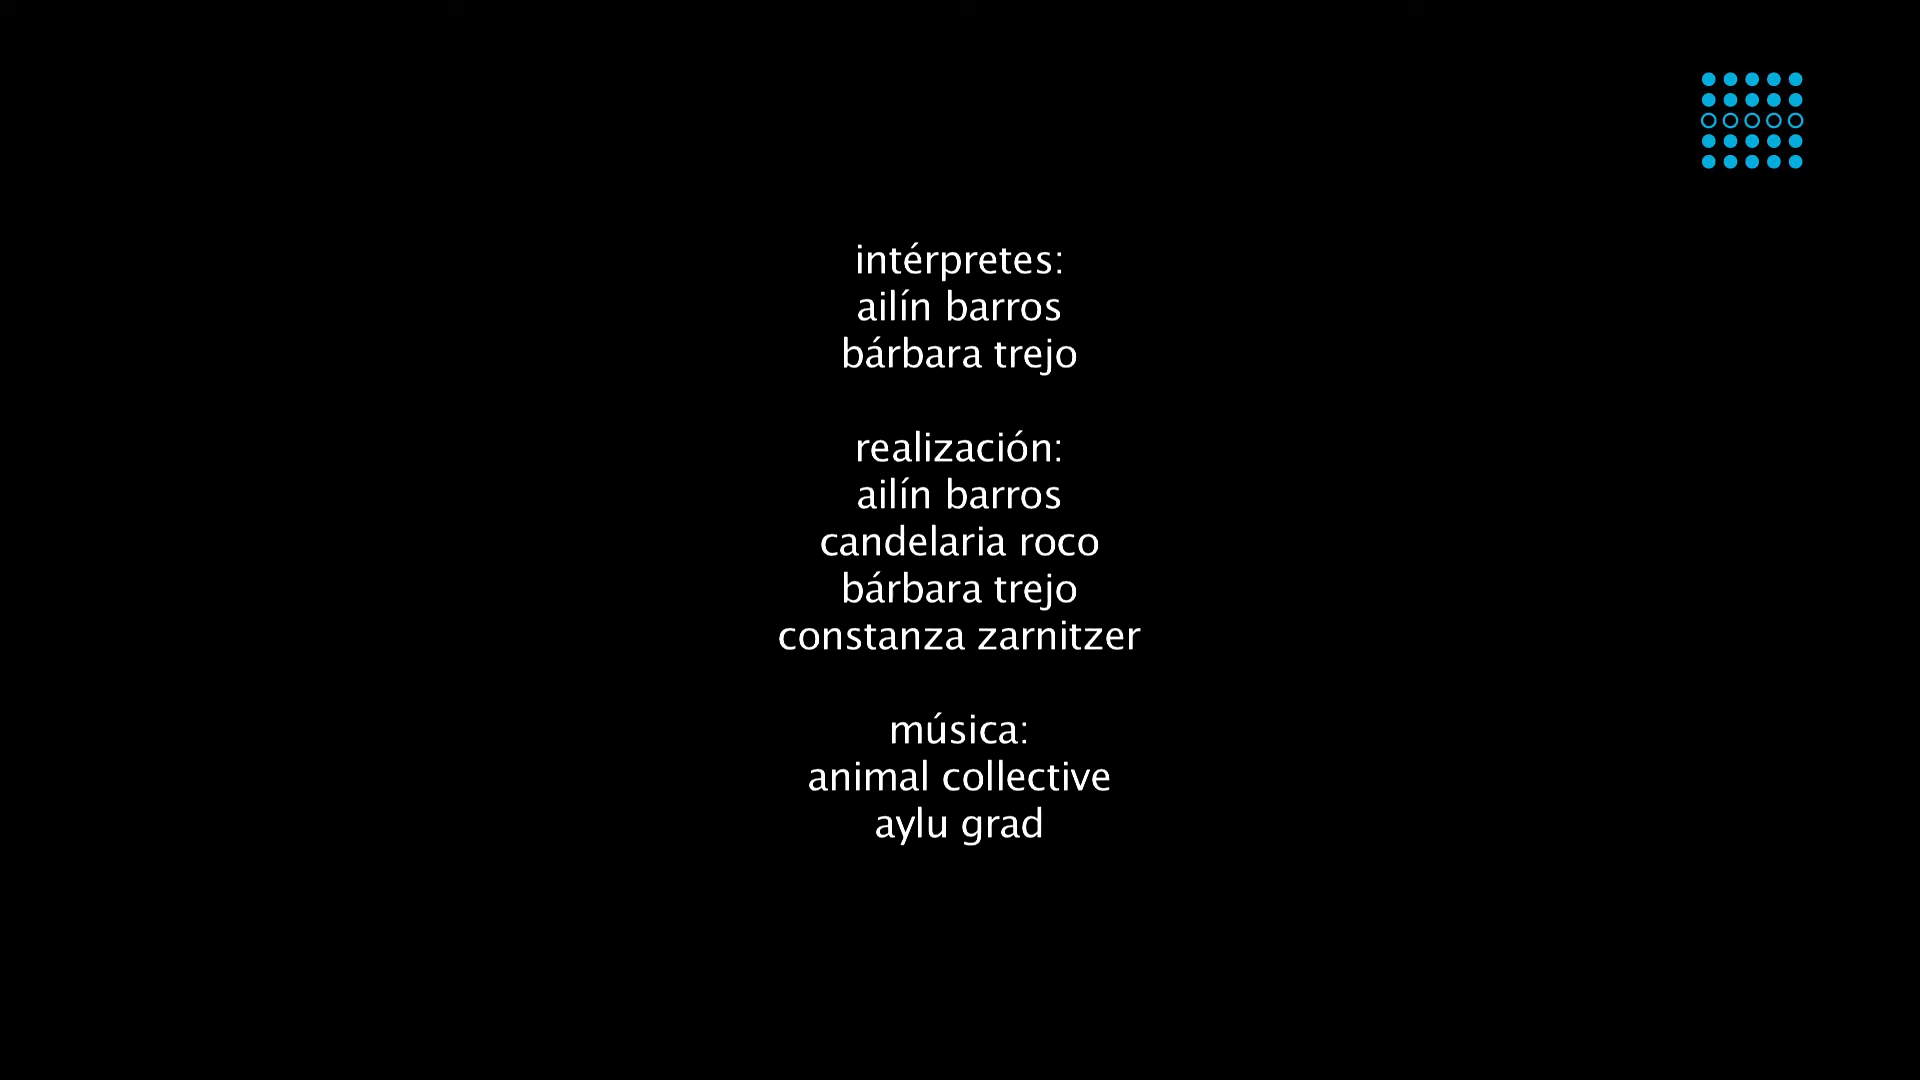 intérpretes:
ailín barros
bárbara trejo
realización:
ailín barros
candelaria roco
bárbara trejo
constanza zarnitzer
música:
animal collective
aylu grad